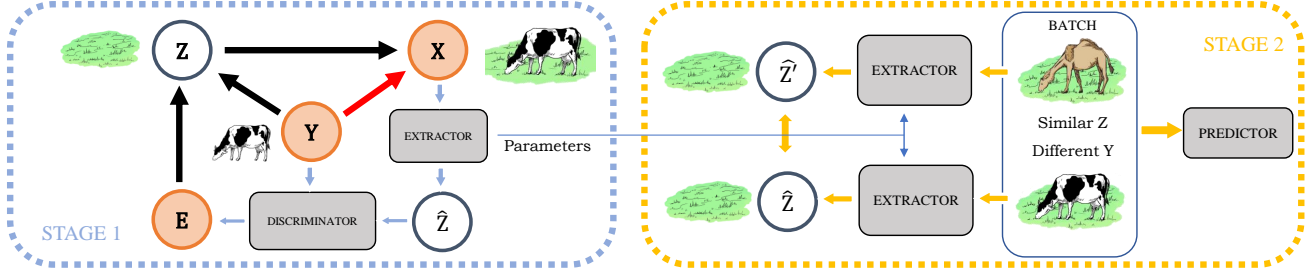 Z
X
Y
EXTRACTOR
Parameters
E
DISCRIMINATOR
Ẑ
STAGE 1
BATCH
STAGE 2
Ẑ′
EXTRACTOR
Similar Z
Different Y
PREDICTOR
Ẑ
EXTRACTOR